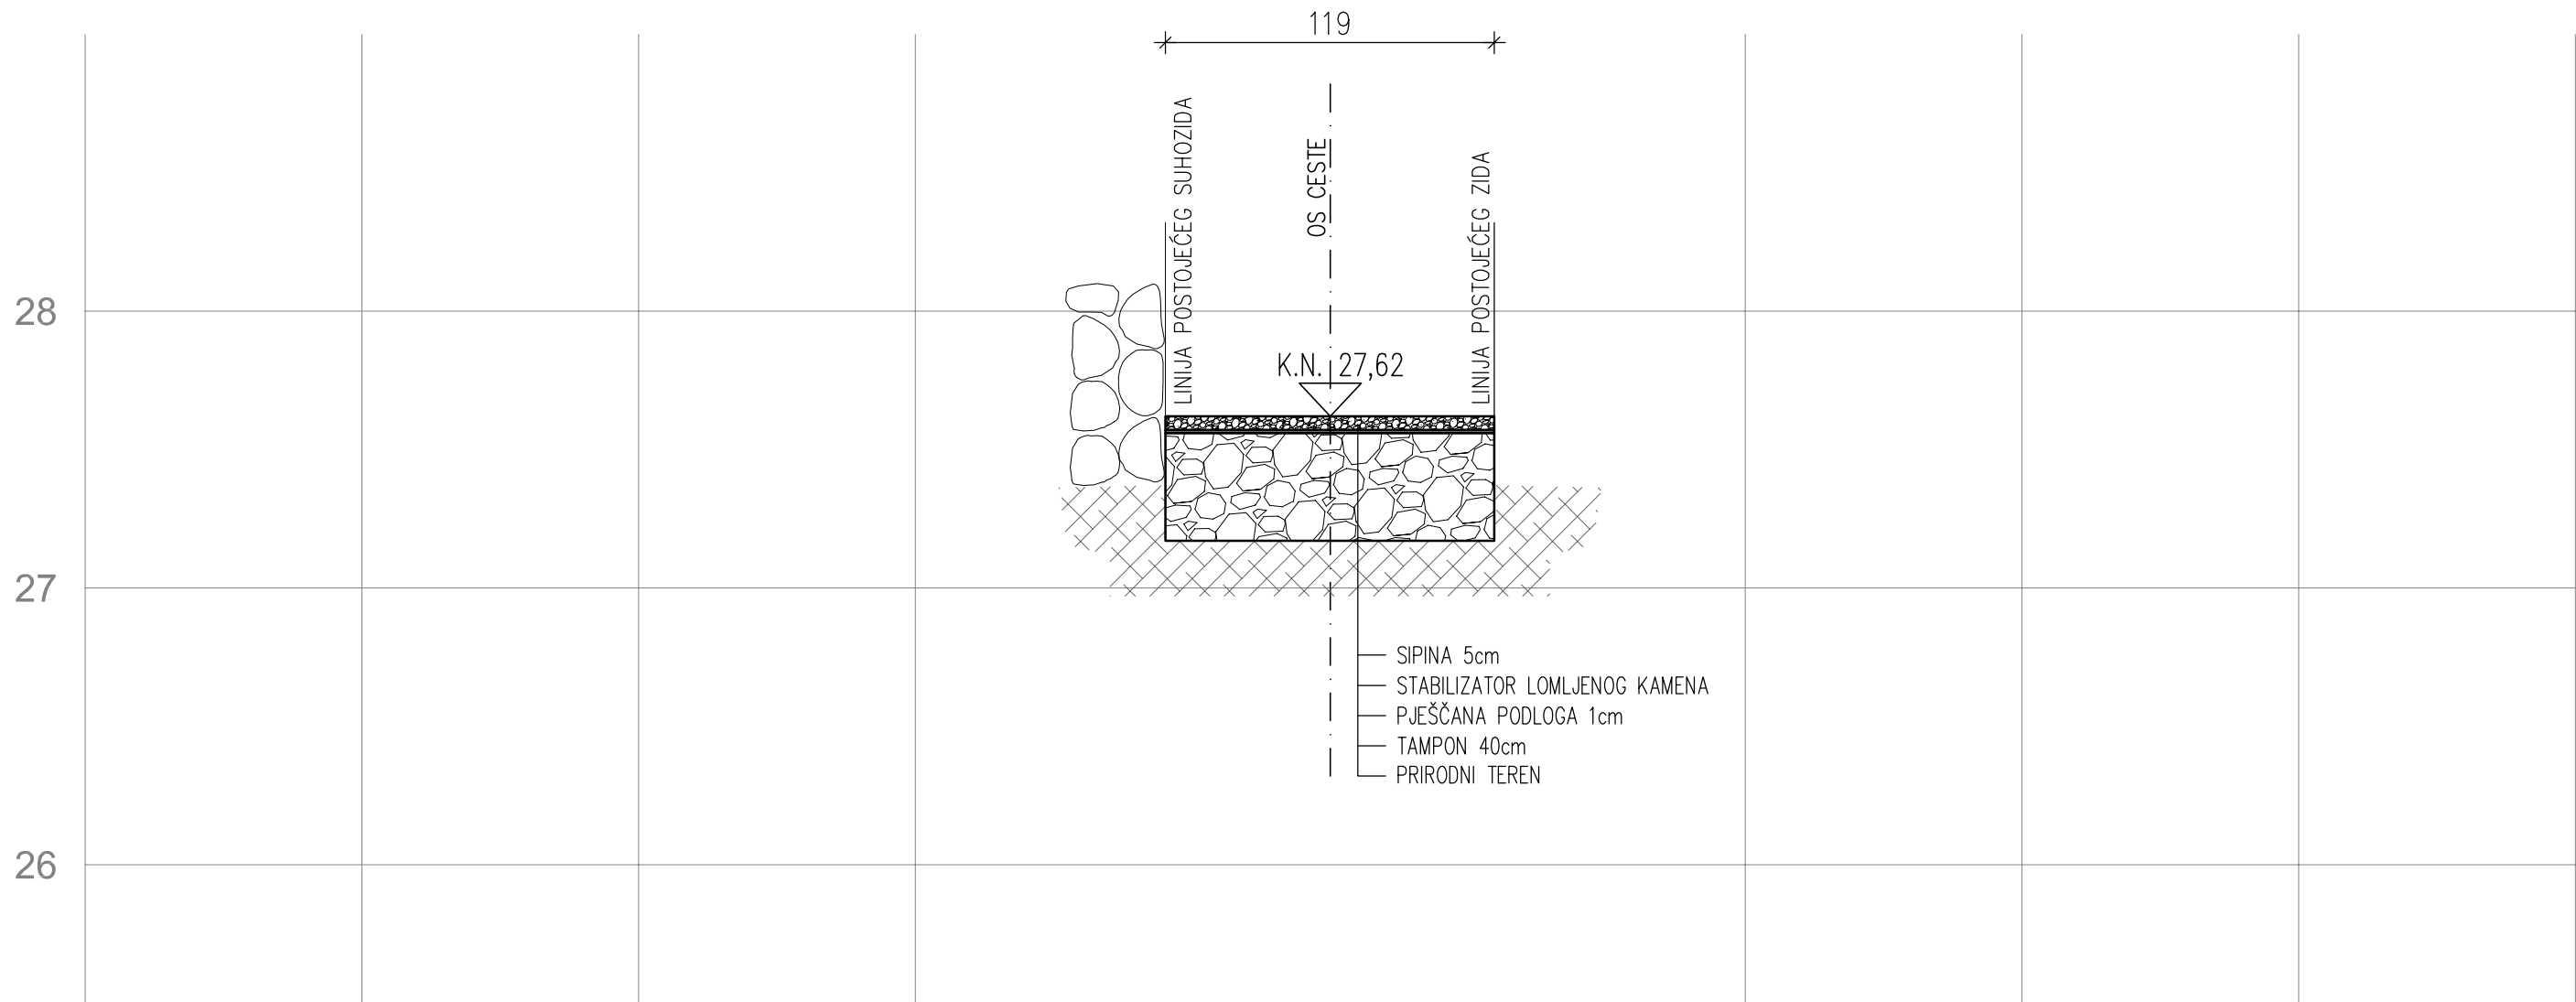 119
LINIJA POSTOJEĆEG SUHOZIDA
OS CESTE
LINIJA POSTOJEĆEG ZIDA
28
K.N. 27,62
27
SIPINA 5cm
STABILIZATOR LOMLJENOG KAMENA
PJEŠČANA PODLOGA 1cm
TAMPON 40cm
PRIRODNI TEREN
26